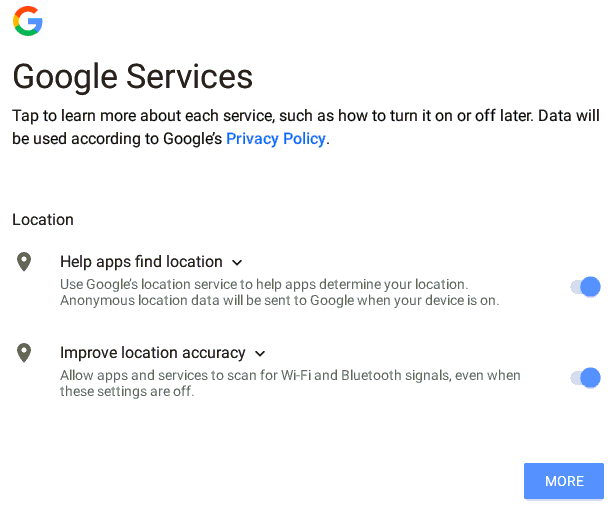 Google Services
Tap to learn more about each service, such as how to turn it on or off later. Data will
be used according to Google's Privacy Policy.
Location
Help apps find location
Use Google's location service to help apps determine your location.
Anonymous location data will be sent to Google when your device is on.
Improve location accuracy
Allow apps and services to scan for Wi-Fi and Bluetooth signals, even when
these settings are off.
MORE